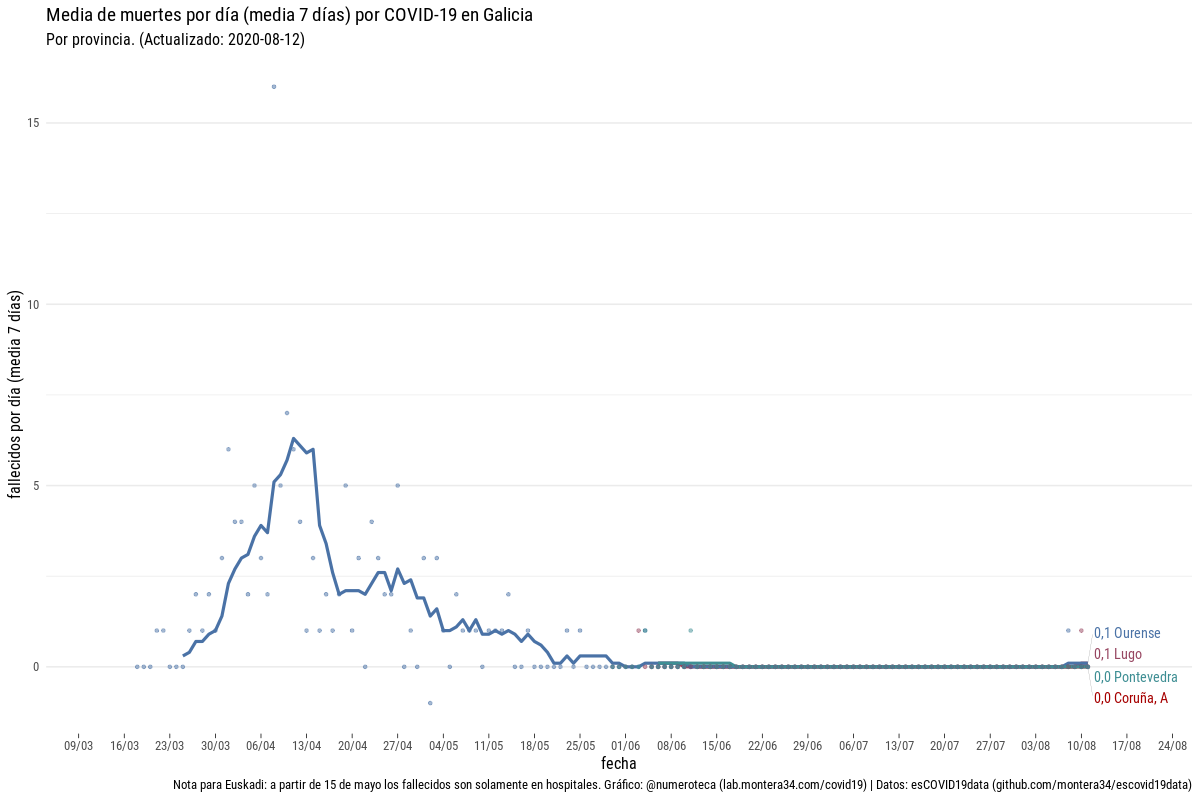 Media de muertes por día (media 7 días) por COVID-19 en Galicia
Por provincia. (Actualizado: 2020-08-12)
fallecidos por día (media 7 días)
15
10
5
0
0,1 Ourense
0,1 Lugo
0,0 Pontevedra
0,0 Coruña, A
09/03 16/03 23/03 30/03 06/04 13/04 20/04 27/04 04/05 11/05 18/05 25/05 01/06 08/06 15/06 22/06 29/06 06/07 13/07 20/07 27/07 03/08 10/08 17/08 24/08
fecha
Nota para Euskadi: a partir de 15 de mayo los fallecidos son solamente en hospitales. Gráfico: @numeroteca (lab.montera34.com/covid19) | Datos: esCOVID19data (github.com/montera34/escovid19data)